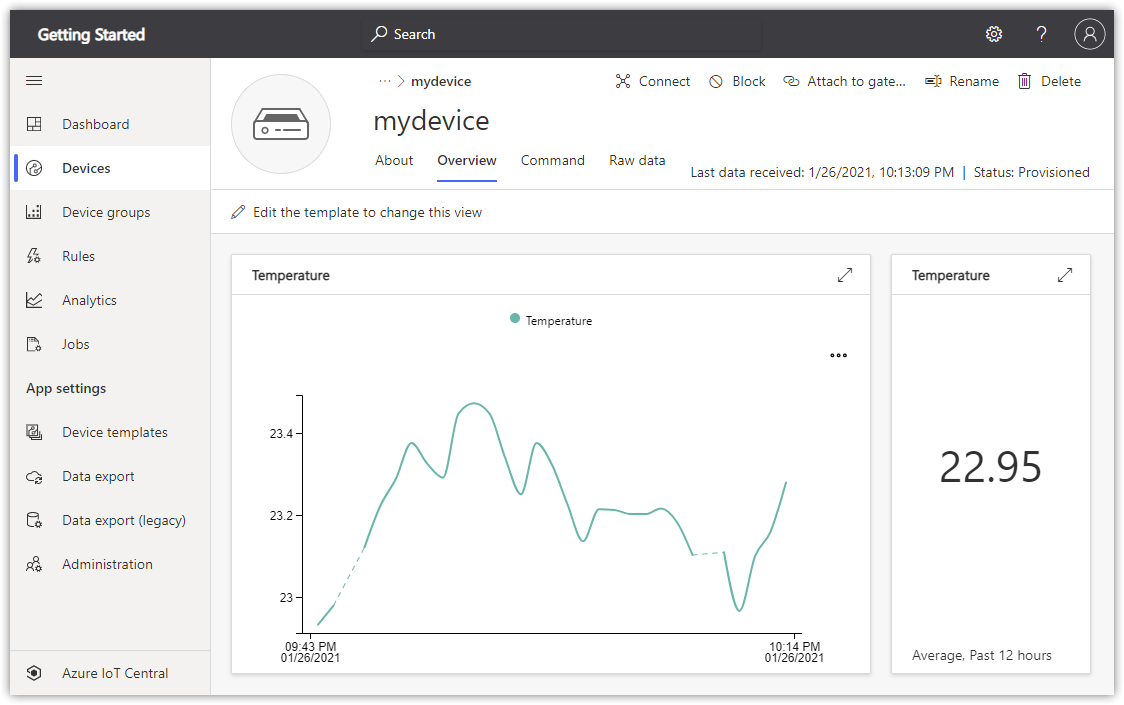 Getting Started
Search
?
Dashboard
Devices
Device groups
Rules
Analytics
Jobs
App settings
Device templates
Data export
Data export (legacy)
Administration
Azure IoT Central
··· > mydevice
Connect
Block
Attach to gate...
Rename
Delete
mydevice
About
Overview
Command
Raw data
Last data received: 1/26/2021, 10:13:09 PM | Status: Provisioned
Edit the template to change this view
Temperature
Temperature
23.4
23.2
23
09:43 PM
01/26/2021
10:14 PM
01/26/2021
Temperature
22.95
Average, Past 12 hours